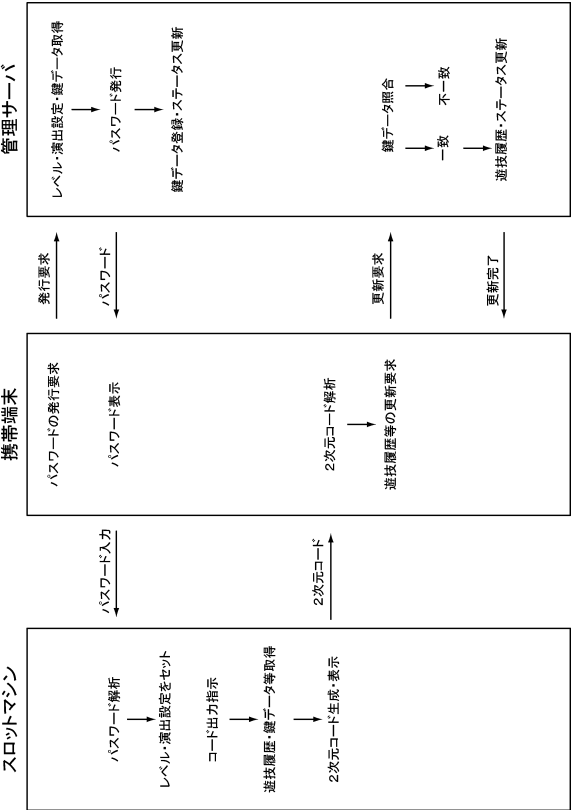 スロットマシン
携帯端末
管理サーバ
パスワードの発行要求
発行要求
レベル・演出設定・鍵データ取得
パスワード発行
鍵データ登録・ステータス更新
パスワード
パスワード表示
パスワード入力
パスワード解析
レベル・演出設定をセット
コード出力指示
遊技履歴・鍵データ等取得
2次元コード生成・表示
2次元コード
2次元コード解析
遊技履歴等の更新要求
更新要求
鍵データ照合
不一致
一致
遊技履歴・ステータス更新
更新完了